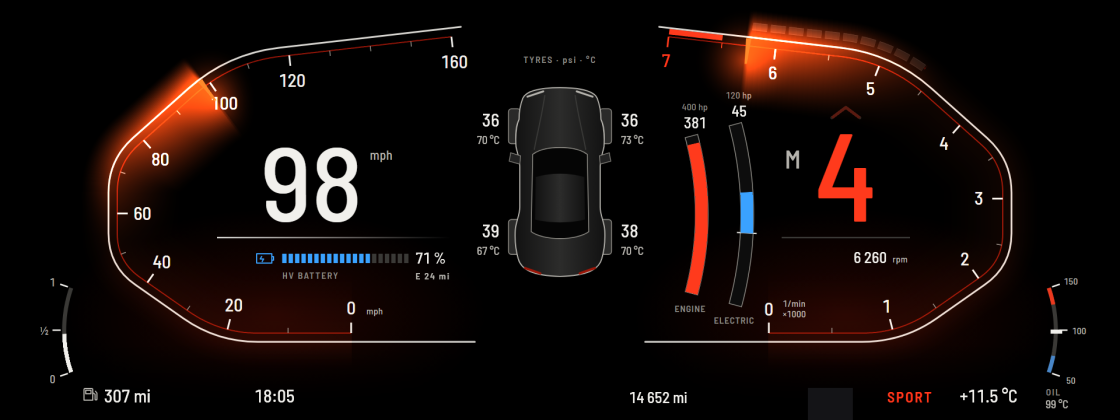 160
120
100
80
60
40
20
0
mph
98 mph
71 %
HV BATTERY
E 24 mi
1
½
0
307 mi
18:05
TYRES · psi · °C
36
70 °C
36
73 °C
39
67 °C
38
70 °C
400 hp
381
120 hp
45
ENGINE
ELECTRIC
7
6
5
4
3
2
1
0
1/min
×1000
M 4
6 260 rpm
14 652 mi
SPORT
+11.5 °C
150
100
50
OIL
99 °C